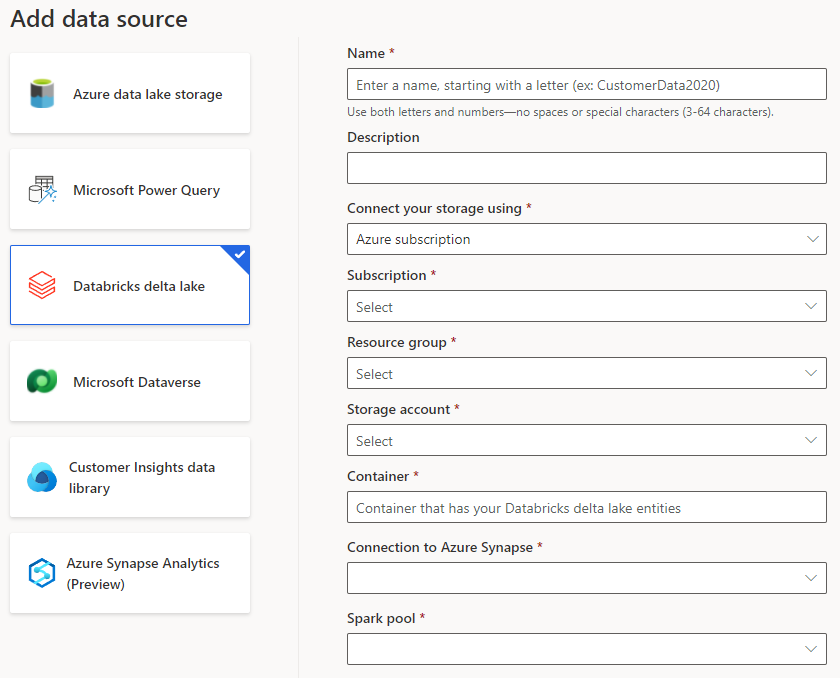 Add data source
Azure data lake storage
Microsoft Power Query
Databricks delta lake
Microsoft Dataverse
Customer Insights data
library
Azure Synapse Analytics
(Preview)
Name *
Enter a name, starting with a letter (ex: CustomerData2020)
Use both letters and numbers—no spaces or special characters (3-64 characters).
Description
Connect your storage using *
Azure subscription
Subscription *
Select
Resource group *
Select
Storage account *
Select
Container *
Container that has your Databricks delta lake entities
Connection to Azure Synapse *
Spark pool *